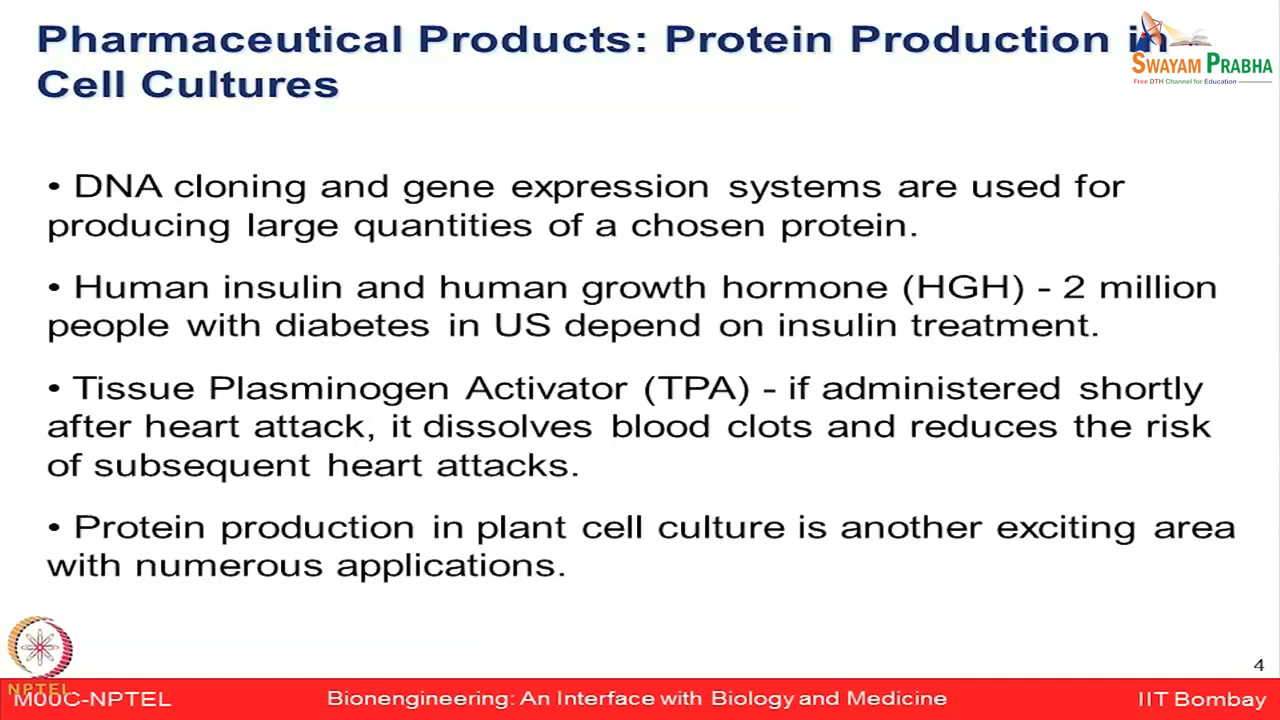 Pharmaceutical Products: Protein Production in
Cell Cultures
SWAYAM PRABHA
Free DTH Channel for Education
• DNA cloning and gene expression systems are used for
producing large quantities of a chosen protein.
• Human insulin and human growth hormone (HGH) - 2 million
people with diabetes in US depend on insulin treatment.
• Tissue Plasminogen Activator (TPA) - if administered shortly
after heart attack, it dissolves blood clots and reduces the risk
of subsequent heart attacks.
• Protein production in plant cell culture is another exciting area
with numerous applications.
4
NPTEL
M00C-NPTEL
Bionengineering: An Interface with Biology and Medicine
IIT Bombay